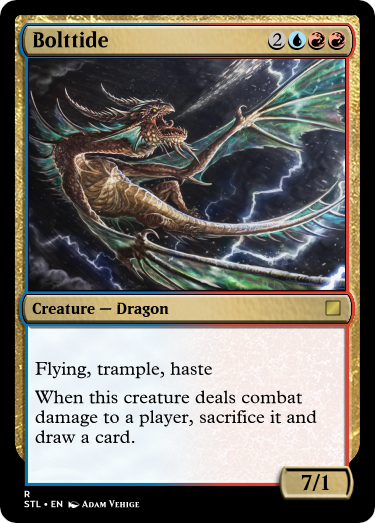 Bolttide 2
Creature — Dragon
Flying, trample, haste
When this creature deals combat
damage to a player, sacrifice it and
draw a card.
7/1
R
STL • EN Adam Vehige